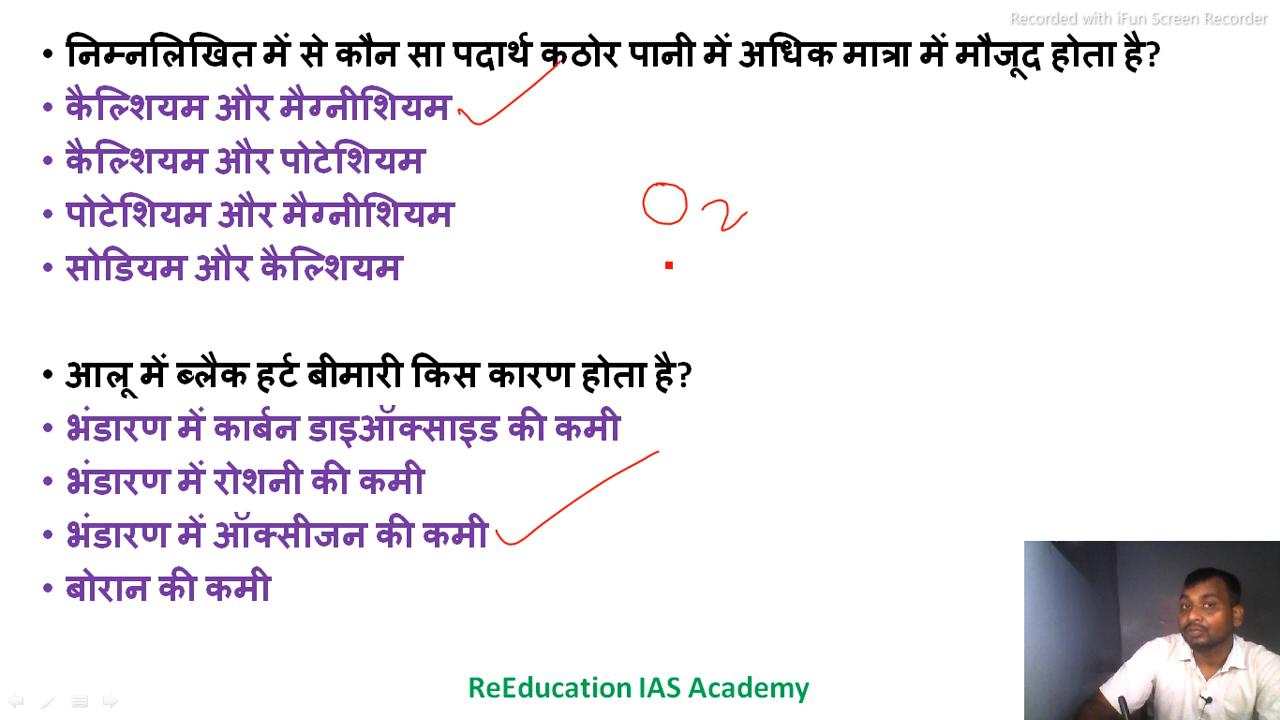 Recorded with iFun Screen Recorder
• निम्नलिखित में से कौन सा पदार्थ कठोर पानी में अधिक मात्रा में मौजूद होता है?
• कैल्शियम और मैग्नीशियम
• कैल्शियम और पोटेशियम
• पोटेशियम और मैग्नीशियम
• सोडियम और कैल्शियम
O2
• आलू में ब्लैक हर्ट बीमारी किस कारण होता है?
• भंडारण में कार्बन डाइऑक्साइड की कमी
• भंडारण में रोशनी की कमी
• भंडारण में ऑक्सीजन की कमी
• बोरान की कमी
ReEducation IAS Academy